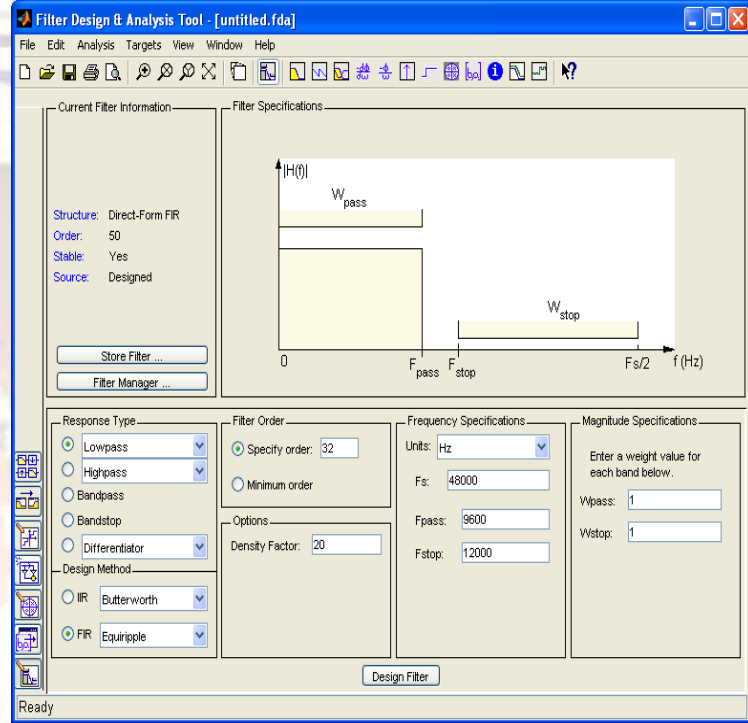 Filter Design & Analysis Tool - [untitled.fda]
File Edit Analysis Targets View Window Help
Current Filter Information
Structure: Direct-Form FIR
Order: 50
Stable: Yes
Source: Designed
Store Filter ...
Filter Manager ...
Filter Specifications
|H(f)|
Wpass
Wstop
0 Fpass Fstop Fs/2 f (Hz)
Response Type
Lowpass
Highpass
Bandpass
Bandstop
Differentiator
Design Method
IIR Butterworth
FIR Equiripple
Filter Order
Specify order: 32
Minimum order
Options
Density Factor: 20
Frequency Specifications
Units: Hz
Fs: 48000
Fpass: 9600
Fstop: 12000
Magnitude Specifications
Enter a weight value for
each band below.
Wpass: 1
Wstop: 1
Design Filter
Ready